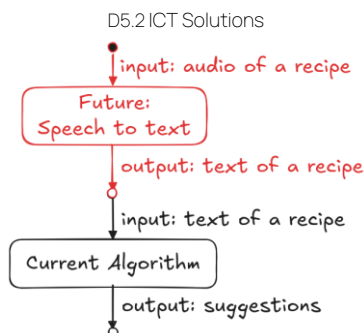 D5.2 ICT Solutions
input: audio of a recipe
Future:
Speech to text
output: text of a recipe
input: text of a recipe
Current Algorithm
output: suggestions